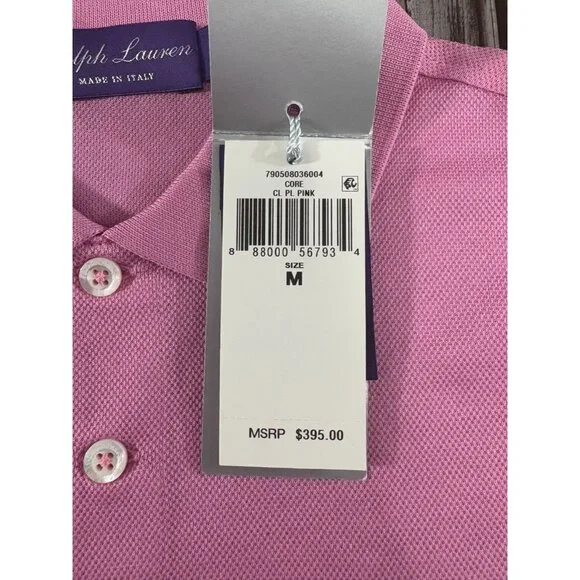 lph Lauren
MADE IN ITALY
790508036004
CORE
CL PL PINK
8 88000 56793 4
SIZE
M
MSRP $395.00